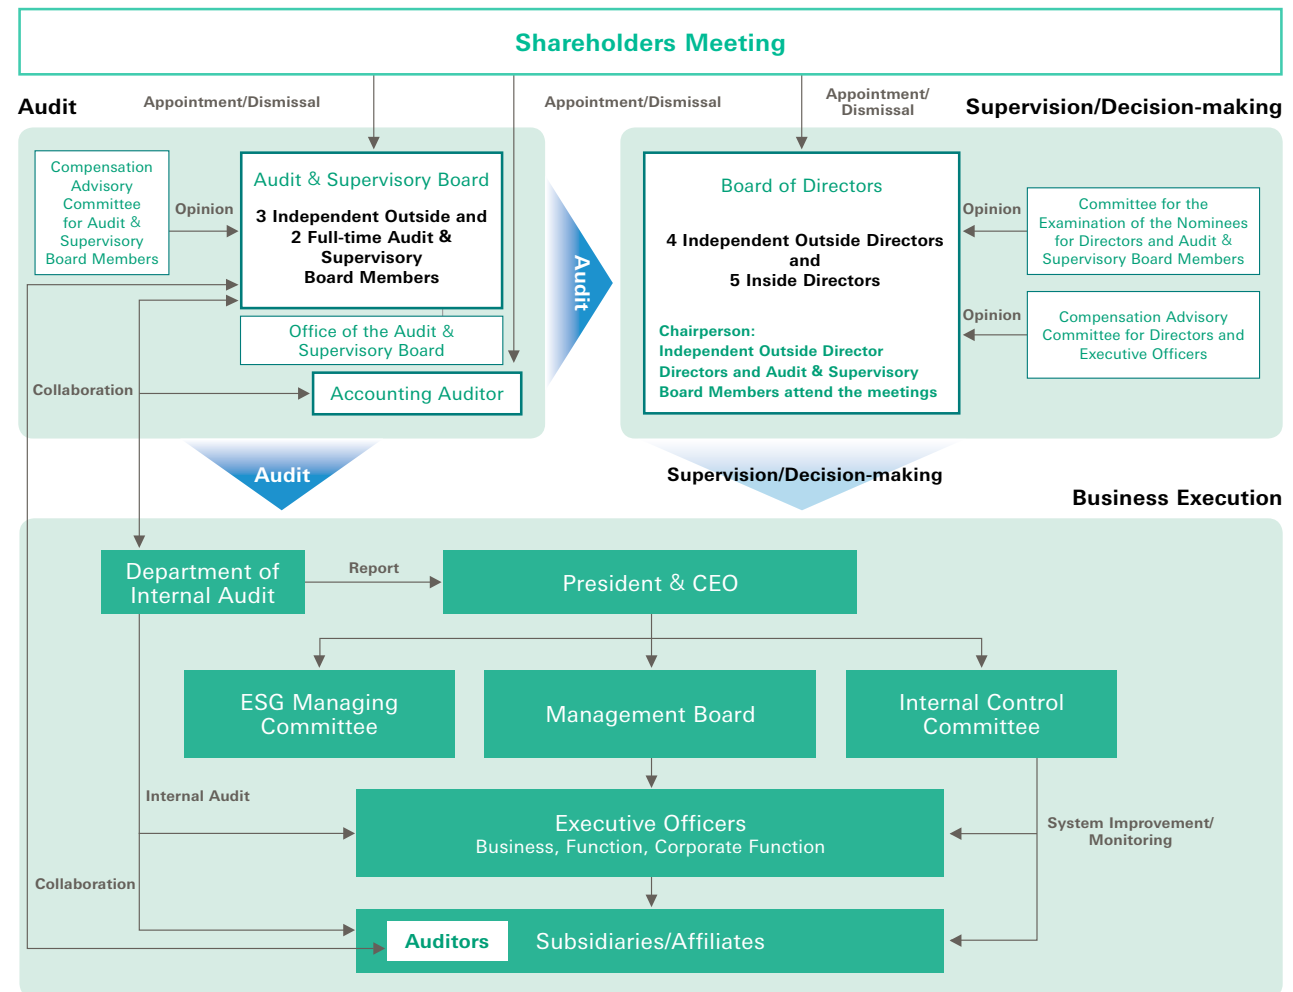 Shareholders Meeting
Audit
Appointment/Dismissal
Appointment/Dismissal
Appointment/
Dismissal
Supervision/Decision-making
Compensation
Advisory
Committee
for Audit &
Supervisory
Board Members
Opinion
Audit & Supervisory Board
3 Independent Outside and
2 Full-time Audit &
Supervisory
Board Members
Office of the Audit &
Supervisory Board
Collaboration
Accounting Auditor
Audit
Board of Directors
4 Independent Outside Directors
and
5 Inside Directors
Chairperson:
Independent Outside Director
Directors and Audit & Supervisory
Board Members attend the meetings
Opinion
Committee for the
Examination of the Nominees
for Directors and Audit &
Supervisory Board Members
Opinion
Compensation Advisory
Committee for Directors and
Executive Officers
Audit
Supervision/Decision-making
Business Execution
Department of
Internal Audit
Report
President & CEO
ESG Managing
Committee
Management Board
Internal Control
Committee
Internal Audit
Executive Officers
Business, Function, Corporate Function
System Improvement/
Monitoring
Collaboration
Auditors
Subsidiaries/Affiliates